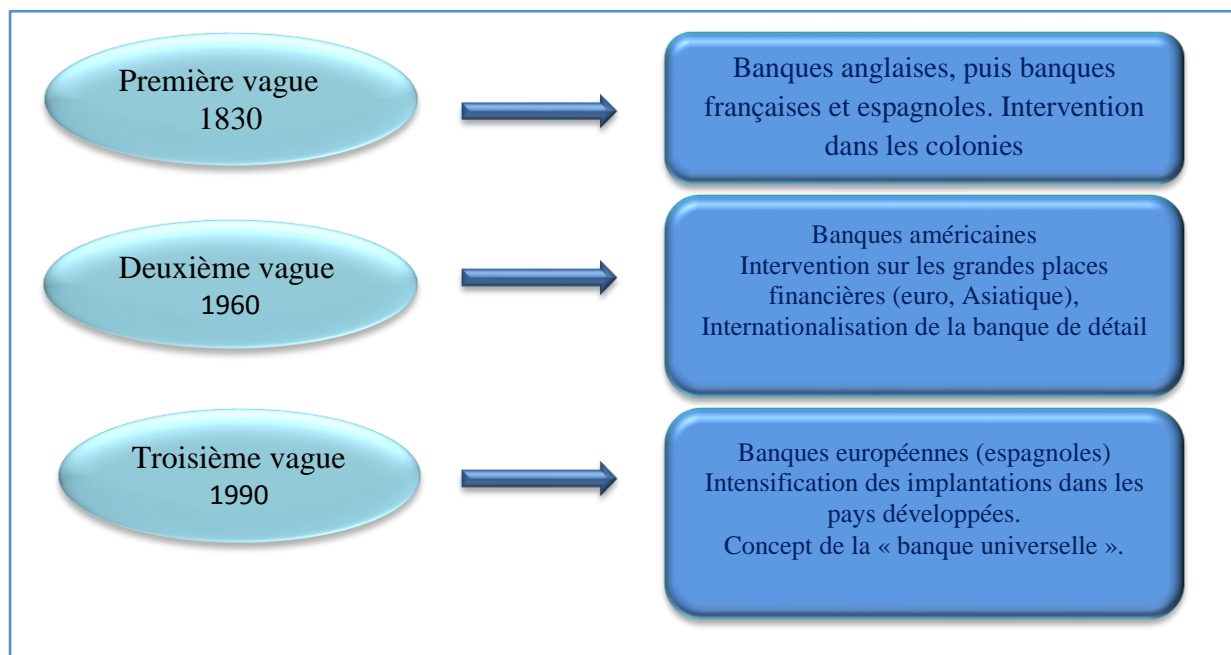 Première vague
1830
Banques anglaises, puis banques
françaises et espagnoles. Intervention
dans les colonies
Deuxième vague
1960
Banques américaines
Intervention sur les grandes places
financières (euro, Asiatique),
Internationalisation de la banque de détail
Troisième vague
1990
Banques européennes (espagnoles)
Intensification des implantations dans les
pays développées.
Concept de la « banque universelle ».